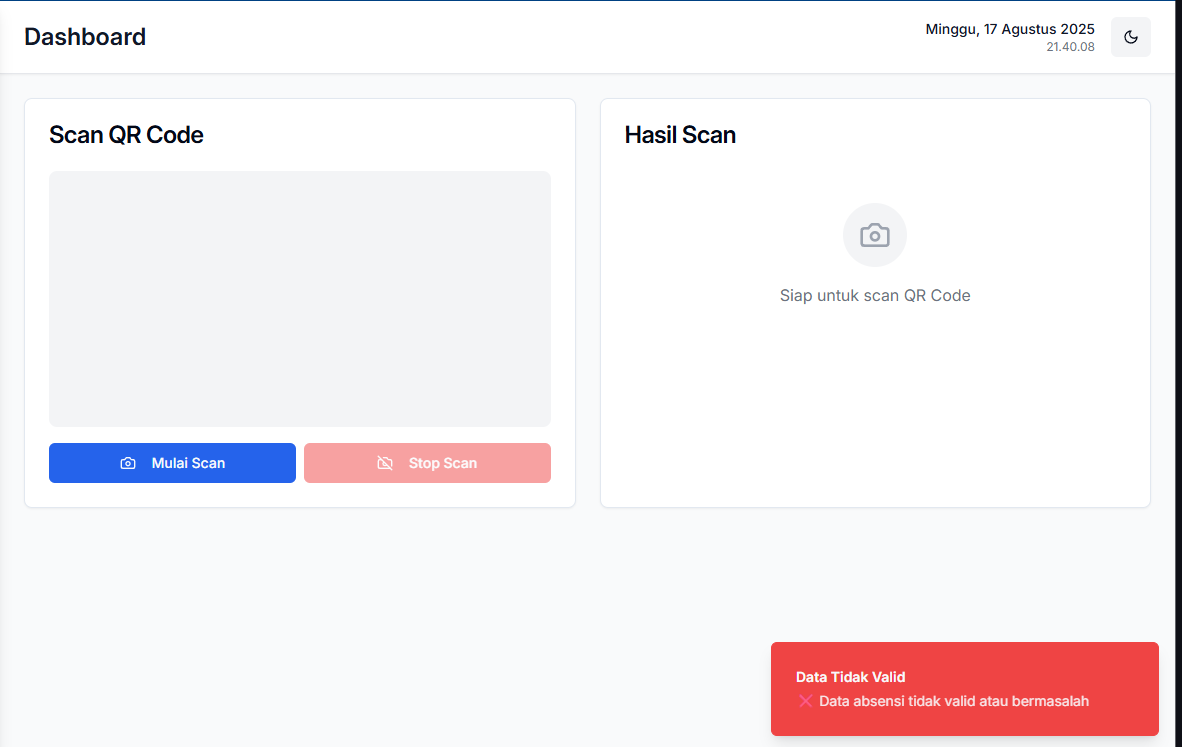 Dashboard
Minggu, 17 Agustus 2025
21.40.08
Scan QR Code
Mulai Scan
Stop Scan
Hasil Scan
Siap untuk scan QR Code
Data Tidak Valid
❌ Data absensi tidak valid atau bermasalah